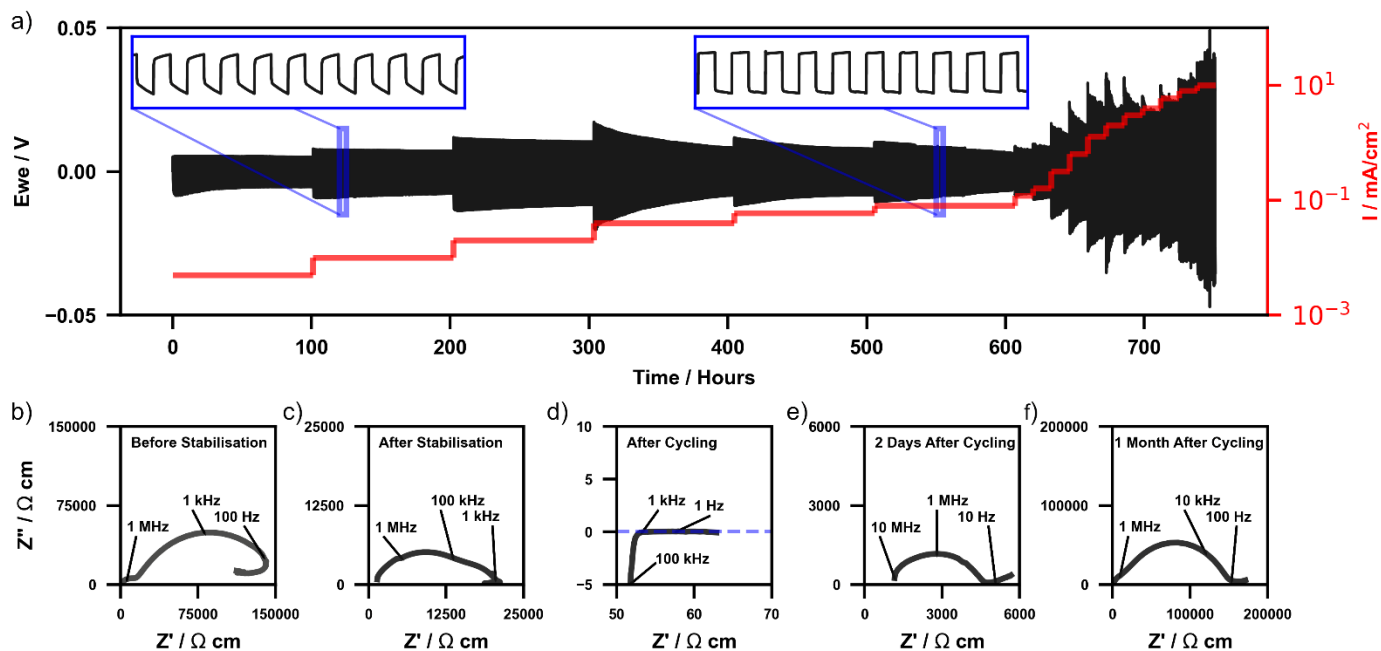 a)
0.05
0.00
−0.05
Ewe / V
10¹
10⁻¹
10⁻³
I / mA/cm²
0 100 200 300 400 500 600 700
Time / Hours
b)
150000
75000
0
Z'' / Ω cm
Before Stabilisation
1 MHz
1 kHz
100 Hz
0 75000 150000
Z' / Ω cm
c)
25000
12500
0
After Stabilisation
1 MHz
100 kHz
1 kHz
0 12500 25000
Z' / Ω cm
d)
10
5
0
−5
After Cycling
1 kHz
1 Hz
100 kHz
50 60 70
Z' / Ω cm
e)
6000
3000
0
2 Days After Cycling
10 MHz
1 MHz
10 Hz
0 3000 6000
Z' / Ω cm
f)
200000
100000
0
1 Month After Cycling
1 MHz
10 kHz
100 Hz
0 100000 200000
Z' / Ω cm